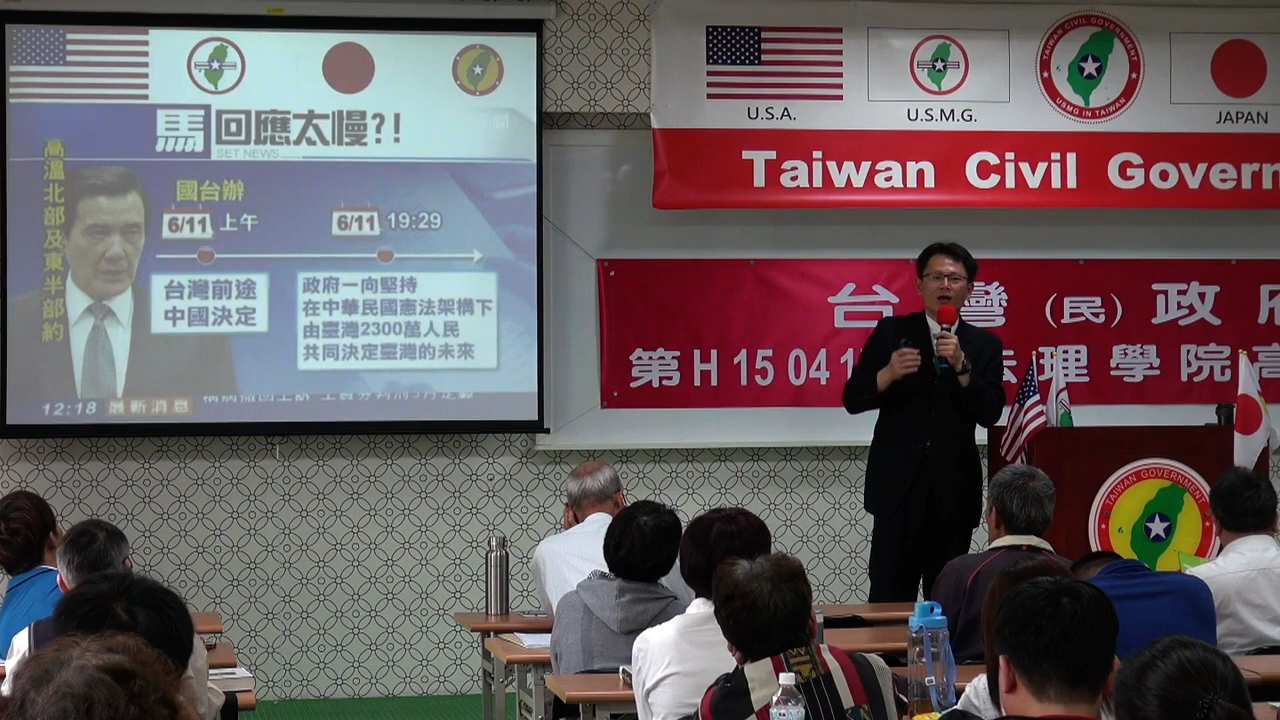 馬回應太慢?!
SET NEWS
高溫北部及東半部約
國台辦
6/11 上午
6/11 19:29
台灣前途
中國決定
政府一向堅持
在中華民國憲法架構下
由臺灣2300萬人民
共同決定臺灣的未來
12:18 最新消息
U.S.A.
U.S.M.G.
TAIWAN CIVIL GOVERNMENT
USMG IN TAIWAN
JAPAN
Taiwan Civil Govern
台灣(民)政府
第H 15 04 1
法理學院高
TAIWAN GOVERNMENT